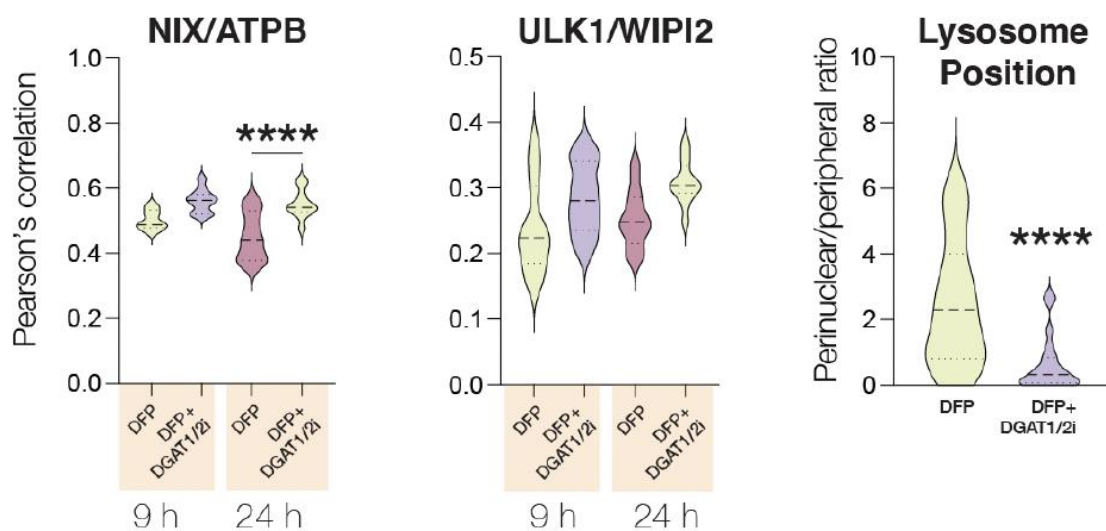 NIX/ATPB
Pearson's correlation
1.0
0.8
0.6
0.4
0.2
0.0
****
DFP
DFP+
DGAT1/2i
DFP
DFP+
DGAT1/2i
9 h
24 h
ULK1/WIPI2
0.5
0.4
0.3
0.2
0.1
0.0
DFP
DFP+
DGAT1/2i
DFP
DFP+
DGAT1/2i
9 h
24 h
Lysosome
Position
Perinuclear/peripheral ratio
10
8
6
4
2
0
****
DFP
DFP+
DGAT1/2i